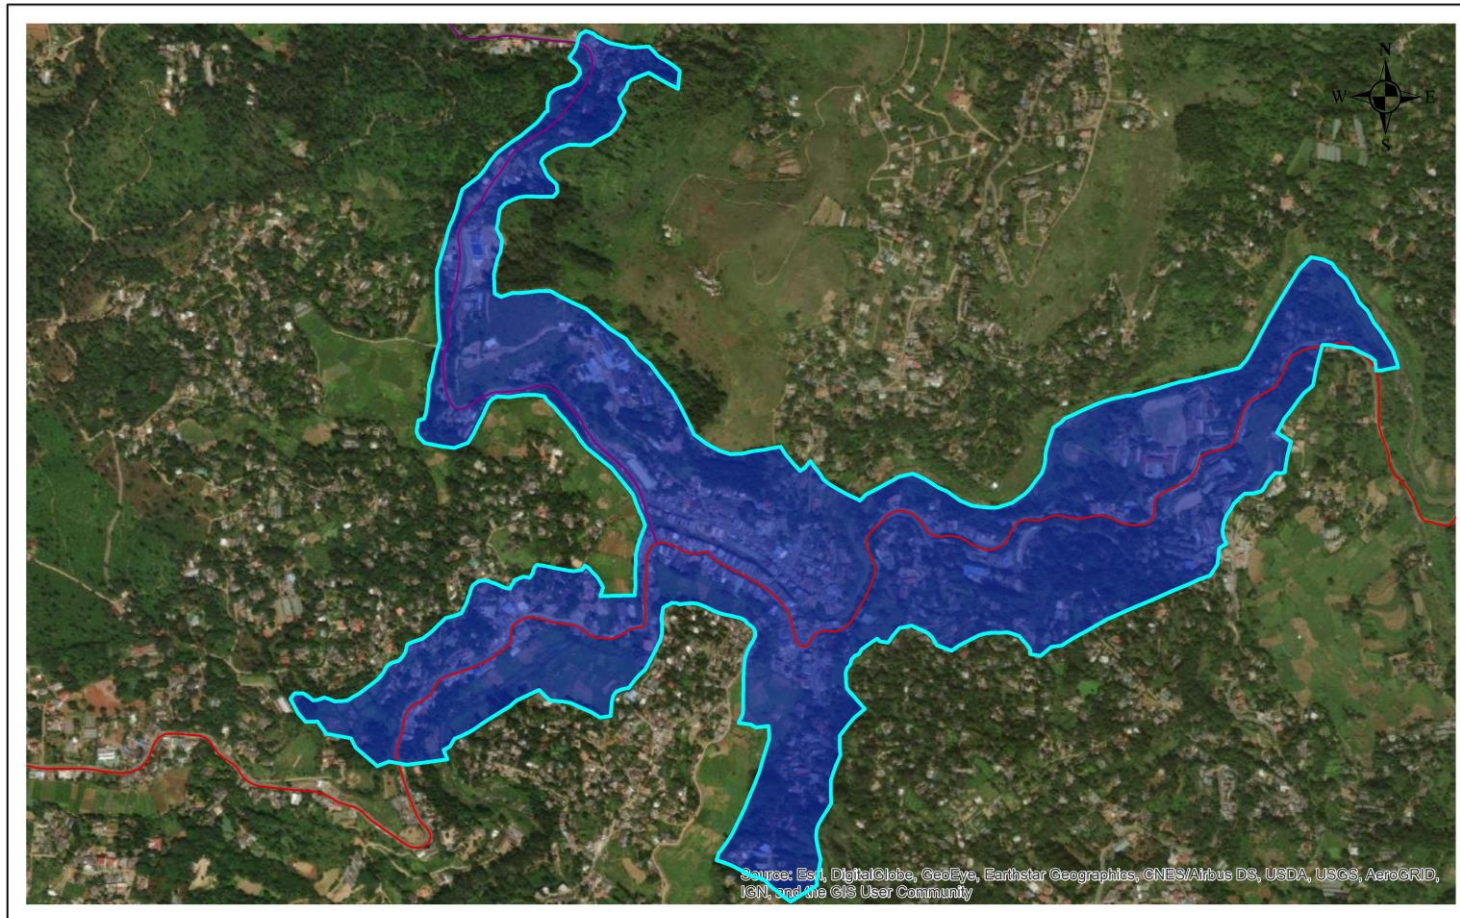 N
W E
S
Source: Esri, DigitalGlobe, GeoEye, Earthstar Geographics, CNES/Airbus DS, USDA, USGS, AeroGRID,
IGN, and the GIS User Community